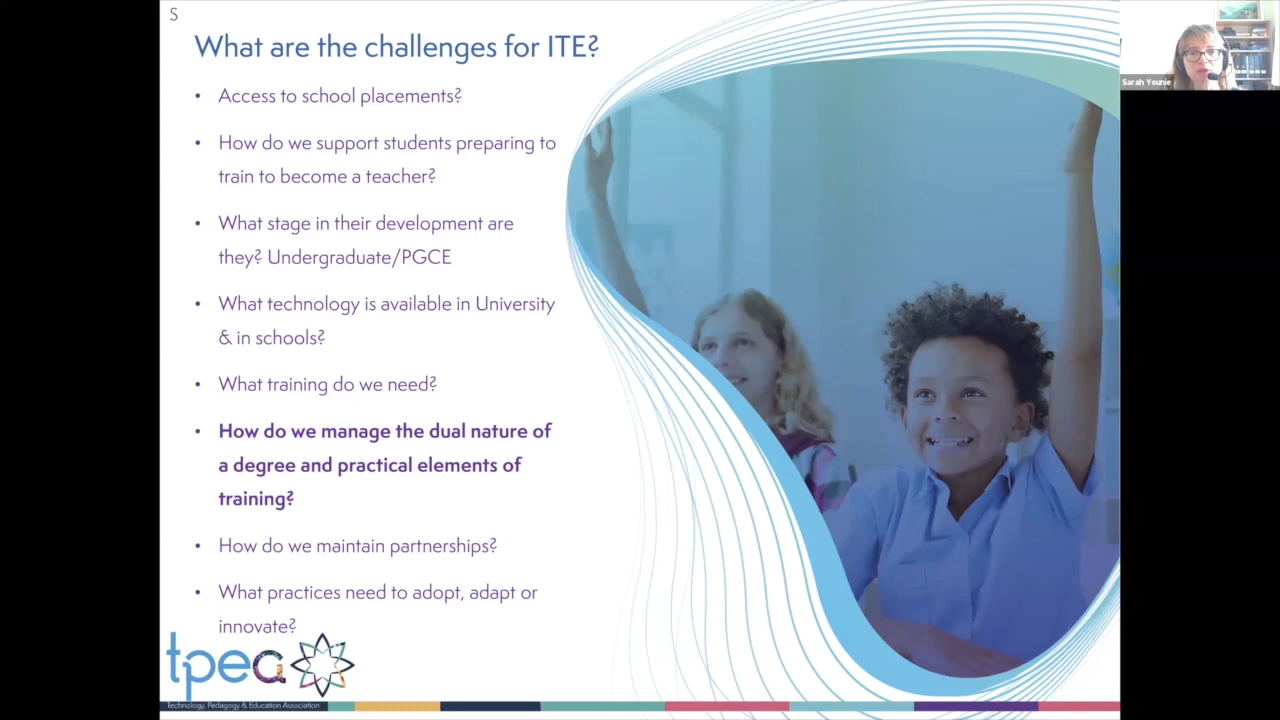 S
What are the challenges for ITE?
Sarah Younie
• Access to school placements?
• How do we support students preparing to
train to become a teacher?
• What stage in their development are
they? Undergraduate/PGCE
• What technology is available in University
& in schools?
• What training do we need?
• How do we manage the dual nature of
a degree and practical elements of
training?
• How do we maintain partnerships?
• What practices need to adopt, adapt or
innovate?
tpea
Technology, Pedagogy & Education Association